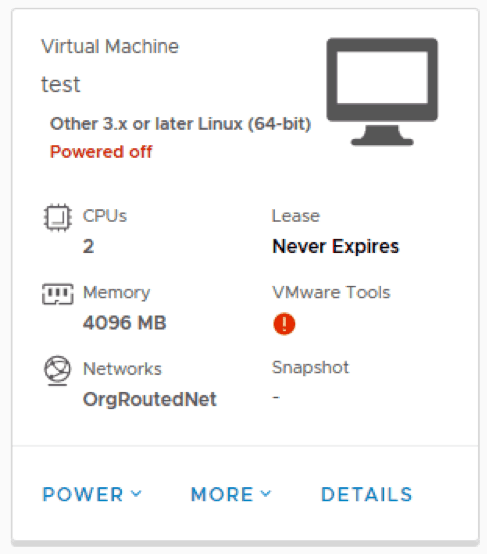 Virtual Machine
test
Other 3.x or later Linux (64-bit)
Powered off
CPUs
2
Lease
Never Expires
Memory
4096 MB
VMware Tools
!
Networks
OrgRoutedNet
Snapshot
-
POWER MORE DETAILS